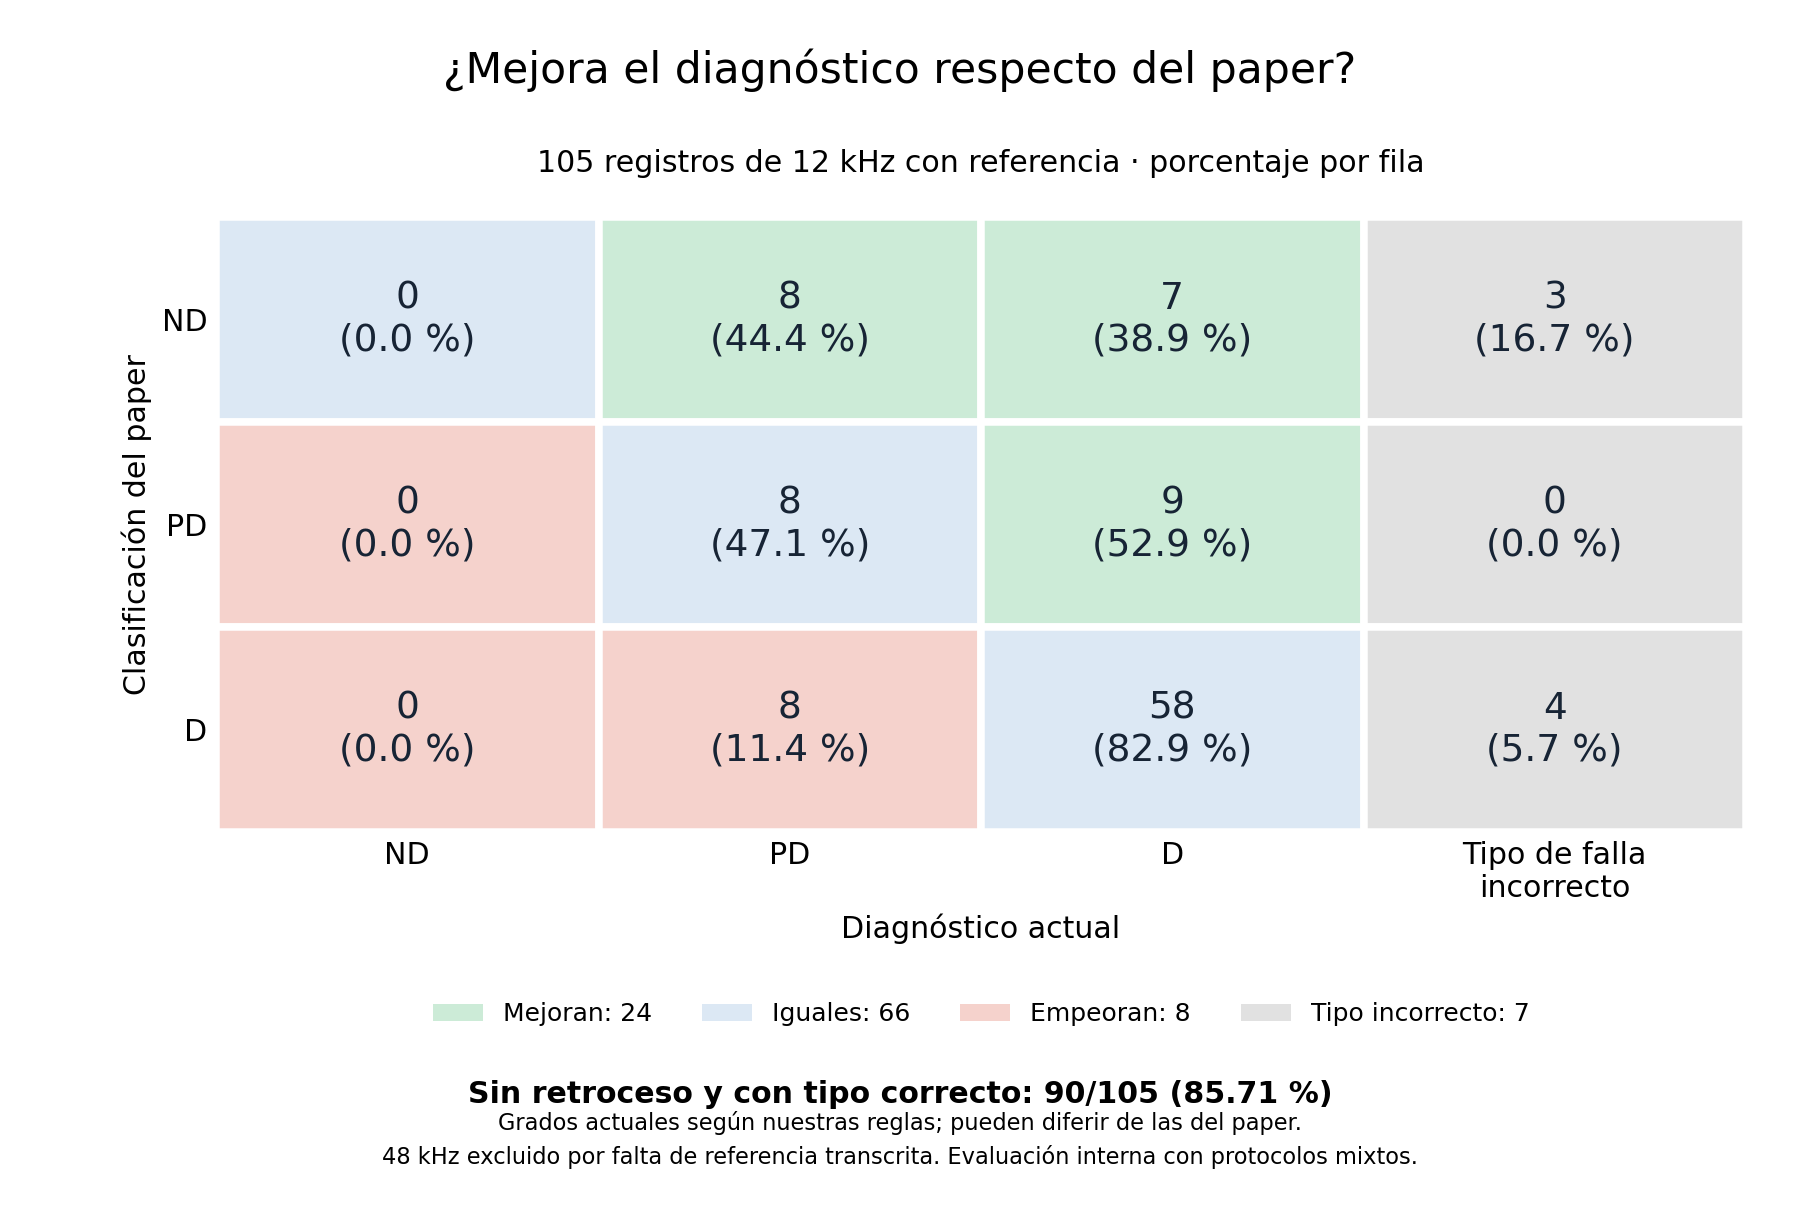 ¿Mejora el diagnóstico respecto del paper?
105 registros de 12 kHz con referencia · porcentaje por fila
Clasificación del paper
ND
0
(0.0 %)
8
(44.4 %)
7
(38.9 %)
3
(16.7 %)
PD
0
(0.0 %)
8
(47.1 %)
9
(52.9 %)
0
(0.0 %)
D
0
(0.0 %)
8
(11.4 %)
58
(82.9 %)
4
(5.7 %)
ND
PD
D
Tipo de falla
incorrecto
Diagnóstico actual
Mejoran: 24
Iguales: 66
Empeoran: 8
Tipo incorrecto: 7
Sin retroceso y con tipo correcto: 90/105 (85.71 %)
Grados actuales según nuestras reglas; pueden diferir de las del paper.
48 kHz excluido por falta de referencia transcrita. Evaluación interna con protocolos mixtos.